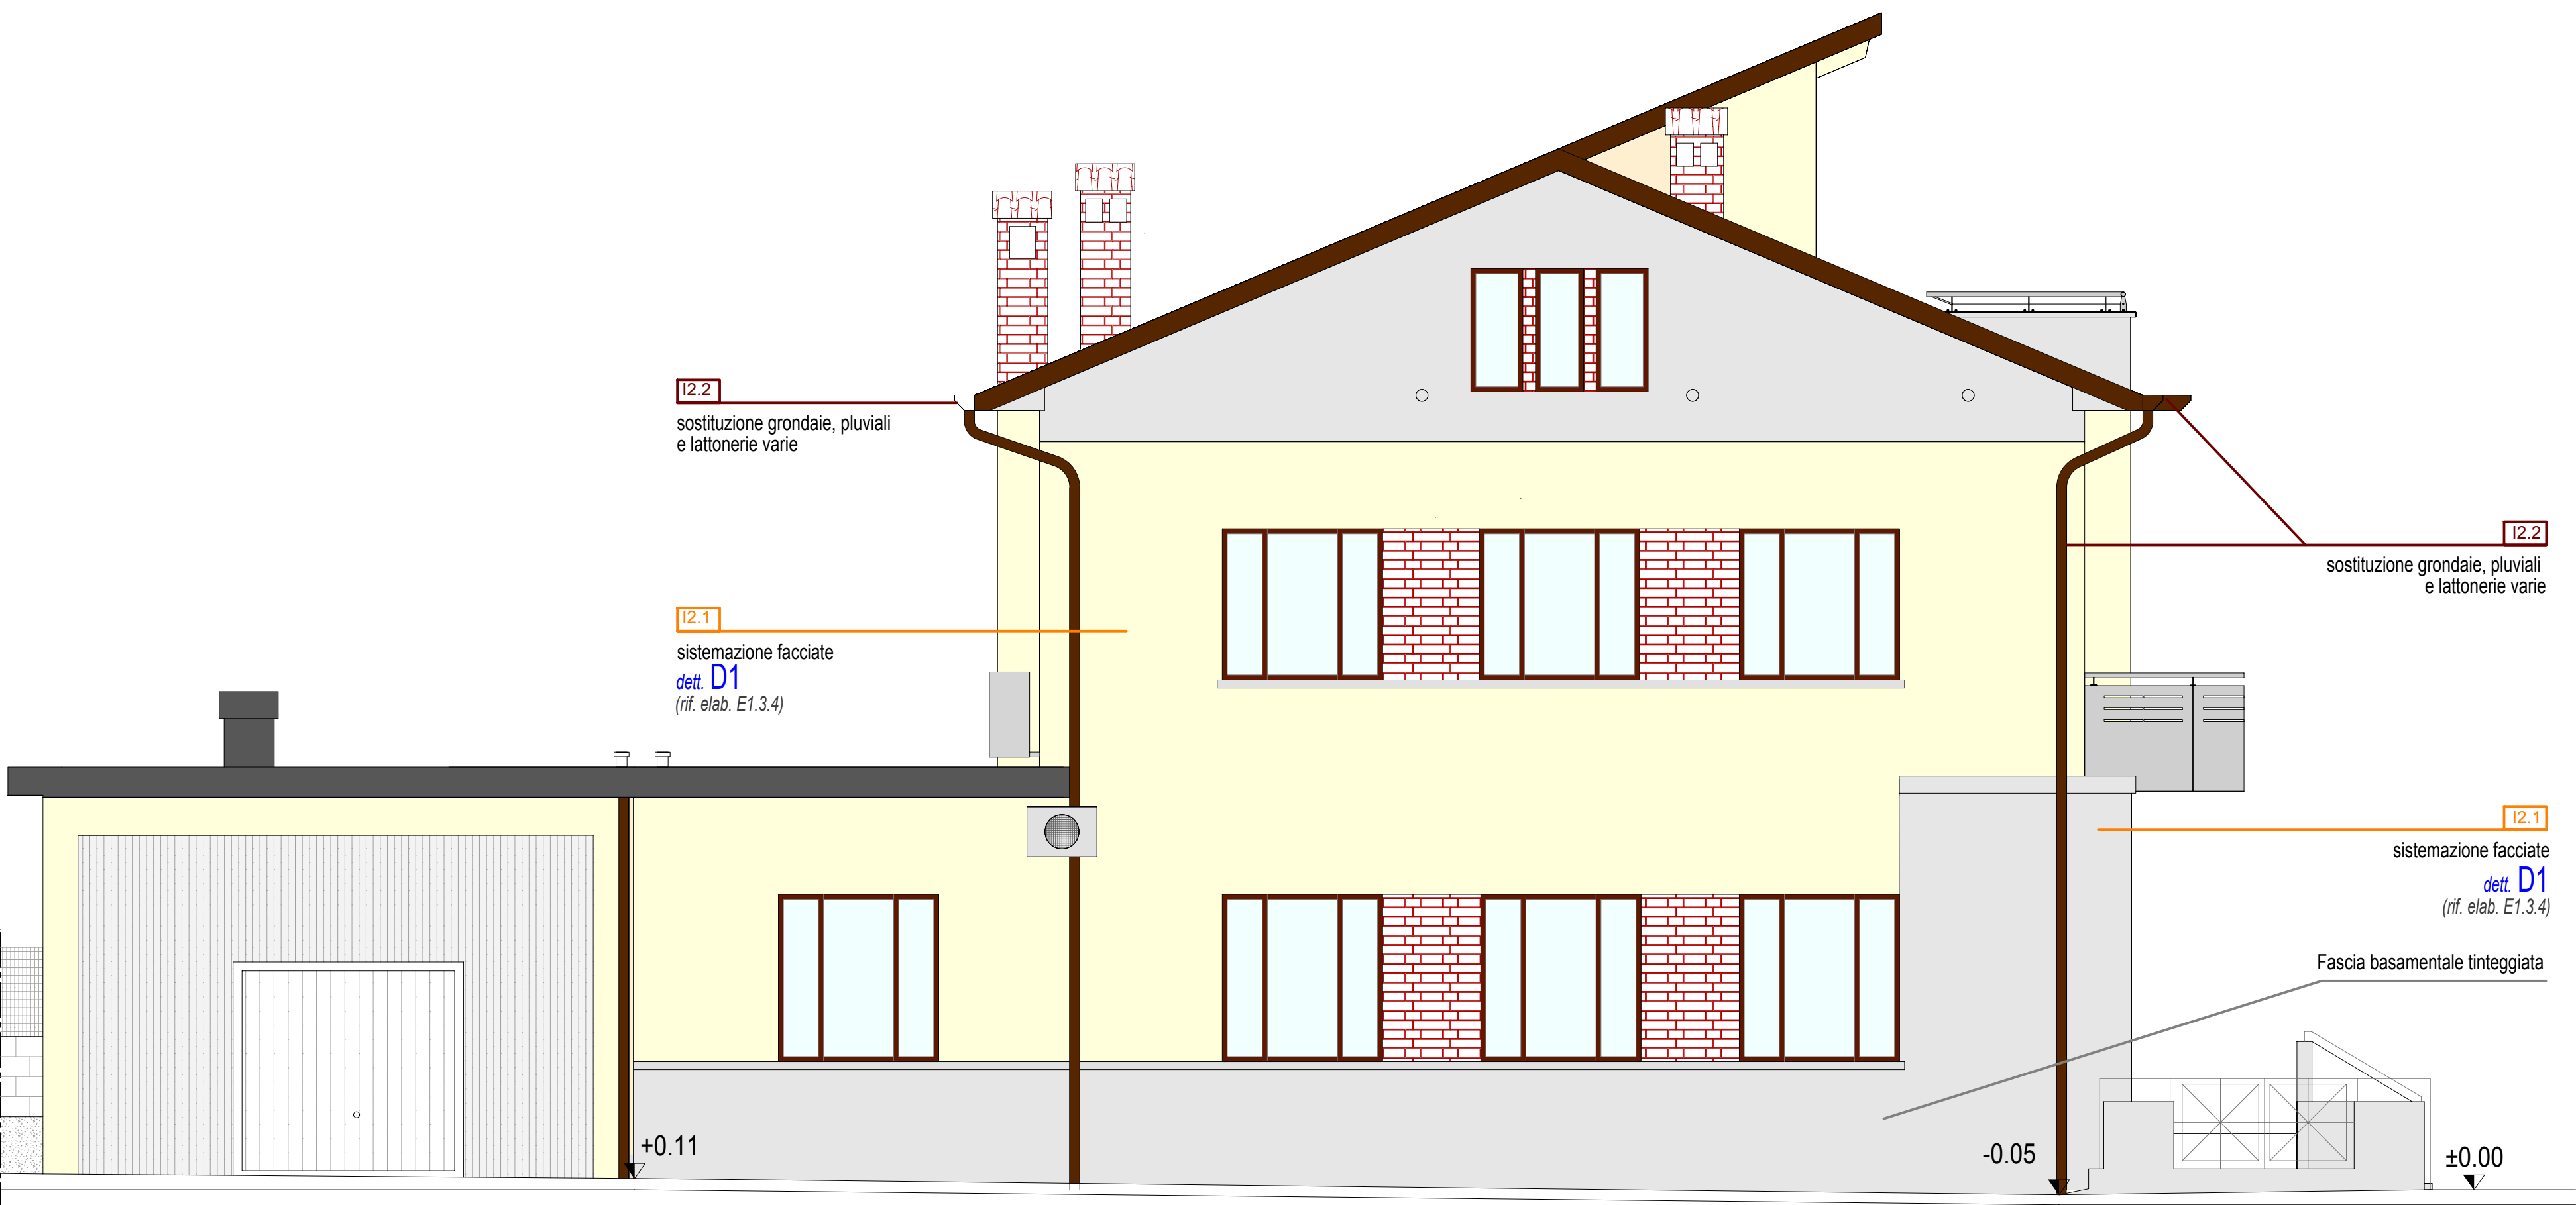 I2.2
sostituzione grondaie, pluviali
e lattonerie varie
I2.2
sostituzione grondaie, pluviali
e lattonerie varie
I2.1
sistemazione facciate
dett. D1
(rif. elab. E1.3.4)
I2.1
sistemazione facciate
dett. D1
(rif. elab. E1.3.4)
Fascia basamentale tinteggiata
+0.11
-0.05
±0.00